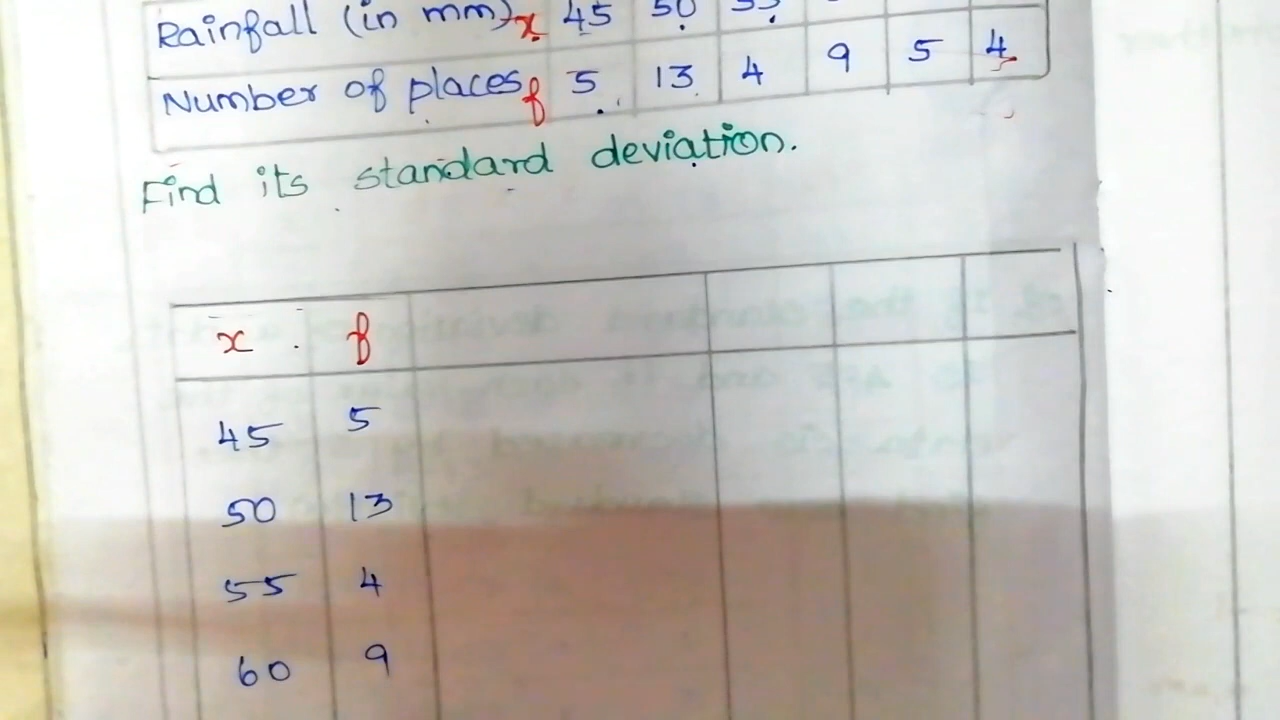 Rainfall (in mm) x 45 50 55
Number of places f 5 13 4 9 5 4
Find its standard deviation.
x f
45 5
50 13
55 4
60 9